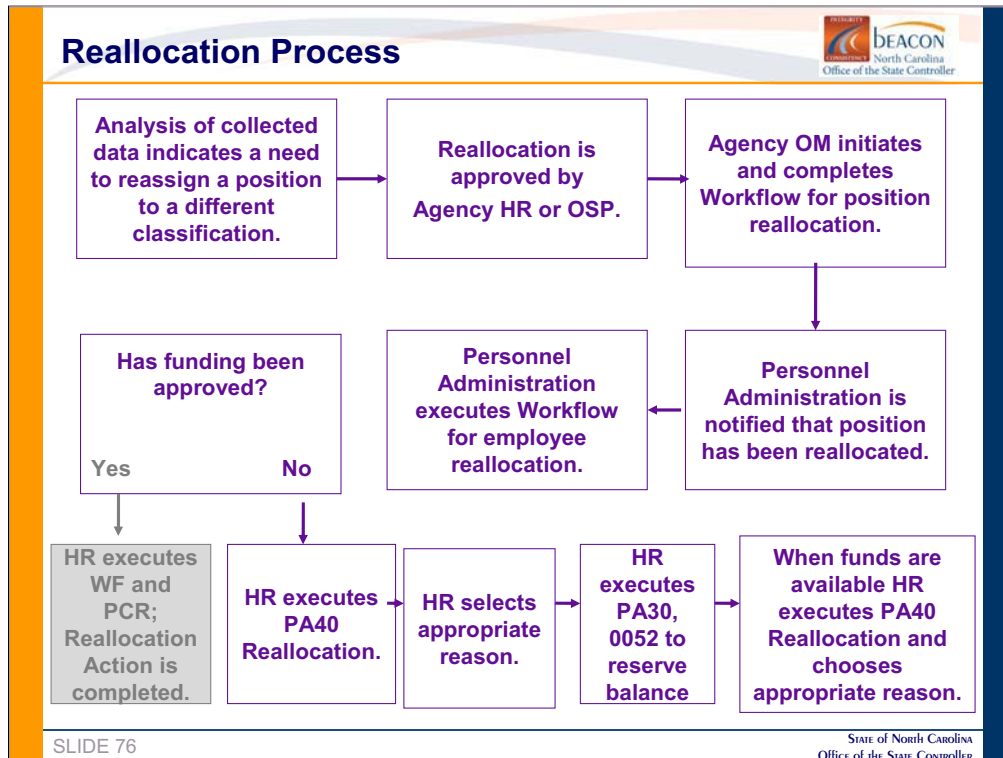 Reallocation Process
INTEGRITY
CONSISTENCY
bEACON
North Carolina
Office of the State Controller
Analysis of collected
data indicates a need
to reassign a position
to a different
classification.
Reallocation is
approved by
Agency HR or OSP.
Agency OM initiates
and completes
Workflow for position
reallocation.
Has funding been
approved?
Yes
No
Personnel
Administration
executes Workflow
for employee
reallocation.
Personnel
Administration is
notified that position
has been reallocated.
HR executes
WF and
PCR;
Reallocation
Action is
completed.
HR executes
PA40
Reallocation.
HR selects
appropriate
reason.
HR
executes
PA30,
0052 to
reserve
balance
When funds are
available HR
executes PA40
Reallocation and
chooses
appropriate reason.
SLIDE 76
State of North Carolina
Office of the State Controller